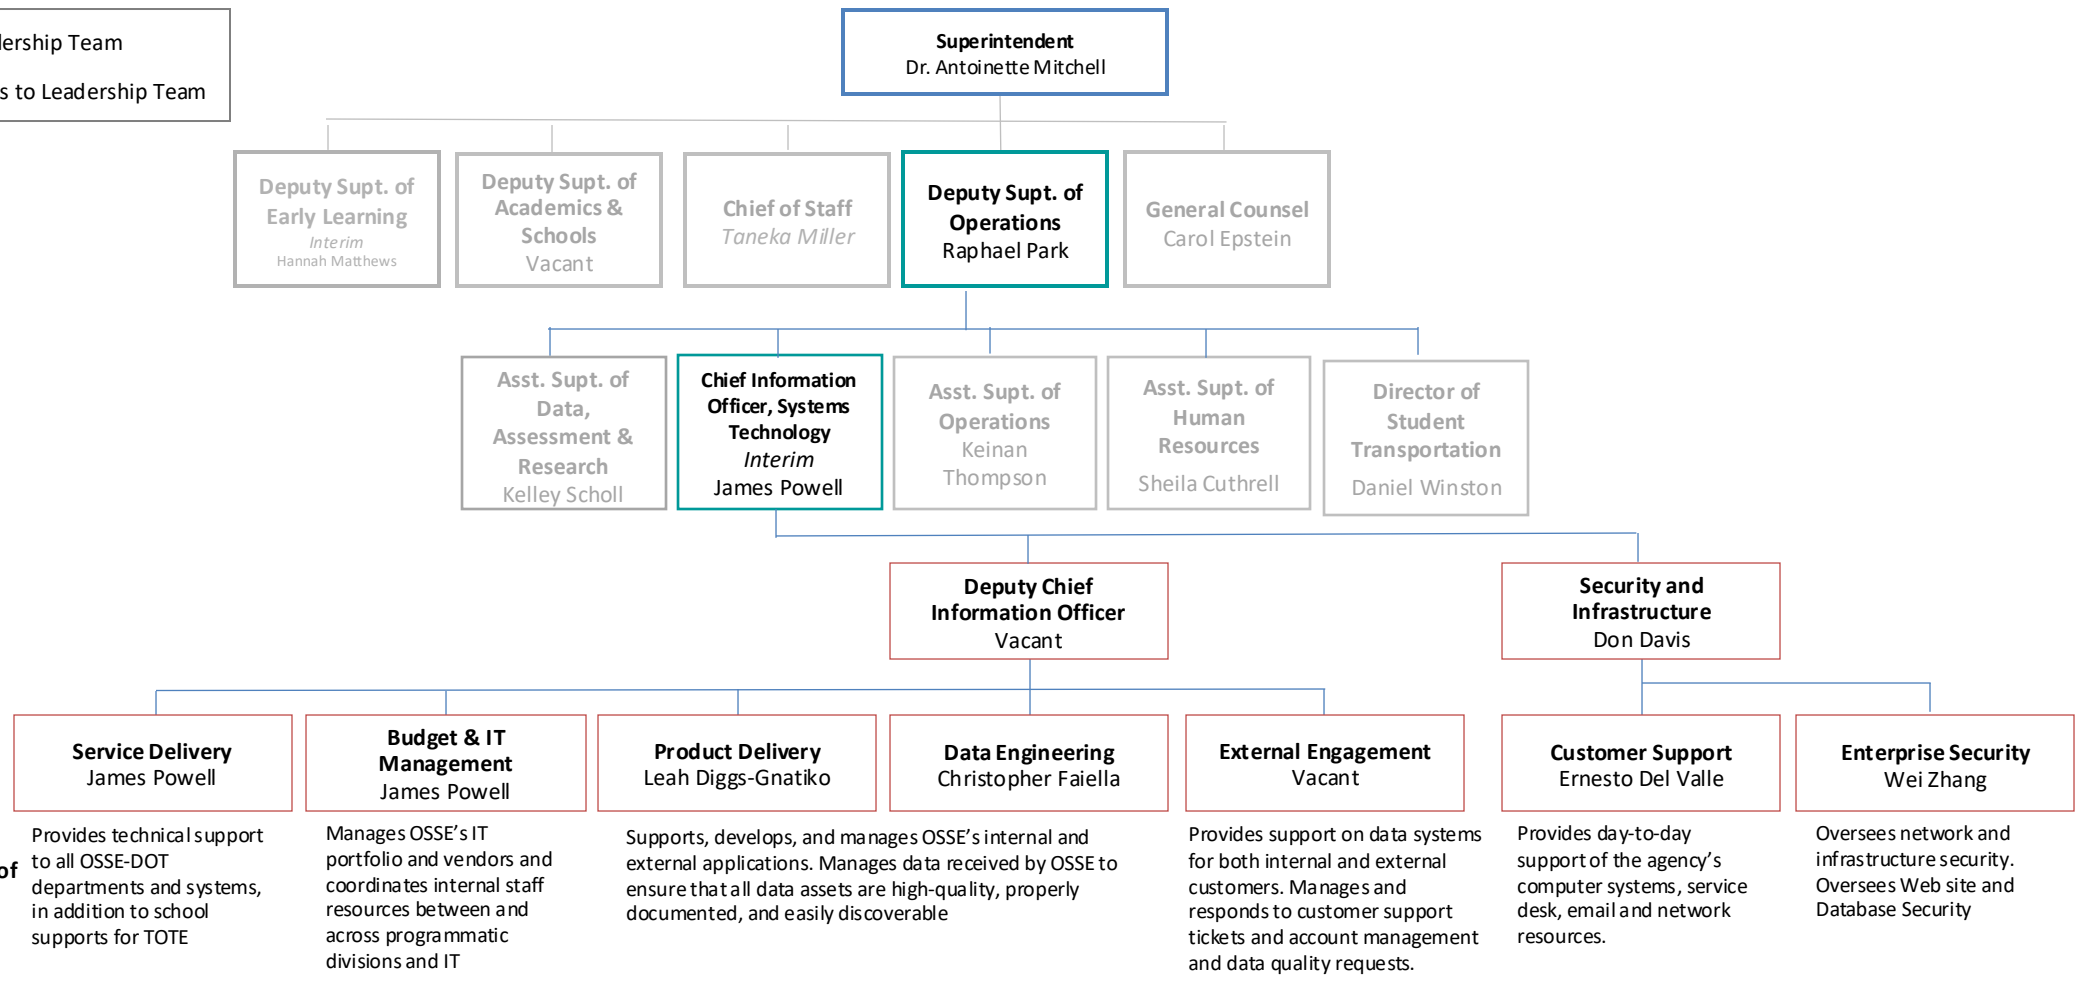 dership Team
s to Leadership Team
Superintendent
Dr. Antoinette Mitchell
Deputy Supt. of
Early Learning
Interim
Hannah Matthews
Deputy Supt. of
Academics &
Schools
Vacant
Chief of Staff
Taneka Miller
Deputy Supt. of
Operations
Raphael Park
General Counsel
Carol Epstein
Asst. Supt. of
Data,
Assessment &
Research
Kelley Scholl
Chief Information
Officer, Systems
Technology
Interim
James Powell
Asst. Supt. of
Operations
Keinan
Thompson
Asst. Supt. of
Human
Resources
Sheila Cuthrell
Director of
Student
Transportation
Daniel Winston
Deputy Chief
Information Officer
Vacant
Security and
Infrastructure
Don Davis
Service Delivery
James Powell
Budget & IT
Management
James Powell
Product Delivery
Leah Diggs-Gnatiko
Data Engineering
Christopher Faiella
External Engagement
Vacant
Customer Support
Ernesto Del Valle
Enterprise Security
Wei Zhang
of
Provides technical support
to all OSSE-DOT
departments and systems,
in addition to school
supports for TOTE
Manages OSSE's IT
portfolio and vendors and
coordinates internal staff
resources between and
across programmatic
divisions and IT
Supports, develops, and manages OSSE's internal and
external applications. Manages data received by OSSE to
ensure that all data assets are high-quality, properly
documented, and easily discoverable
Provides support on data systems
for both internal and external
customers. Manages and
responds to customer support
tickets and account management
and data quality requests.
Provides day-to-day
support of the agency's
computer systems, service
desk, email and network
resources.
Oversees network and
infrastructure security.
Oversees Web site and
Database Security